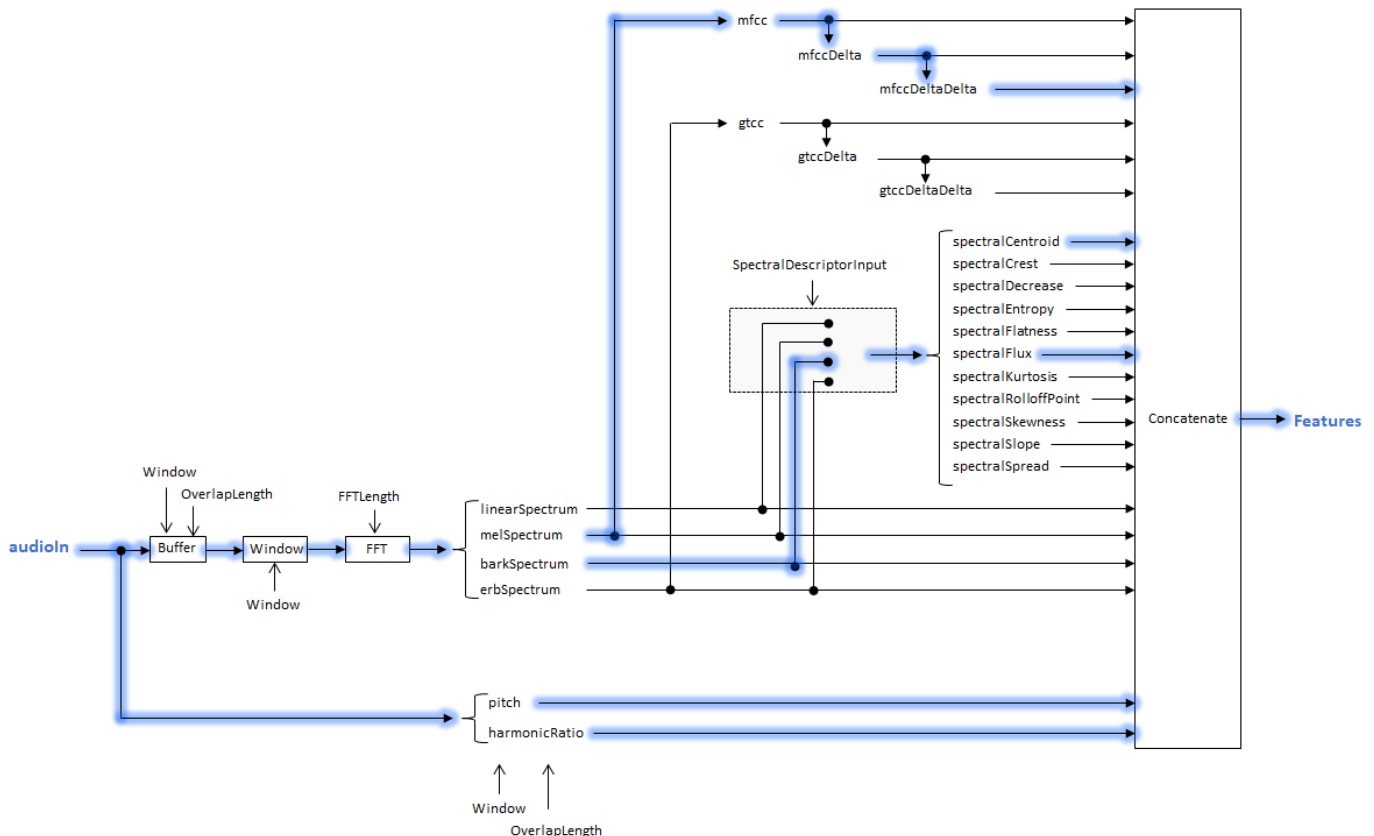 mfcc
mfccDelta
mfccDeltaDelta
gtcc
gtccDelta
gtccDeltaDelta
SpectralDescriptorInput
spectralCentroid
spectralCrest
spectralDecrease
spectralEntropy
spectralFlatness
spectralFlux
spectralKurtosis
spectralRolloffPoint
spectralSkewness
spectralSlope
spectralSpread
Concatenate
Features
Window
OverlapLength
FFTLength
audioIn
Buffer
Window
FFT
Window
linearSpectrum
melSpectrum
barkSpectrum
erbSpectrum
pitch
harmonicRatio
Window
OverlapLength